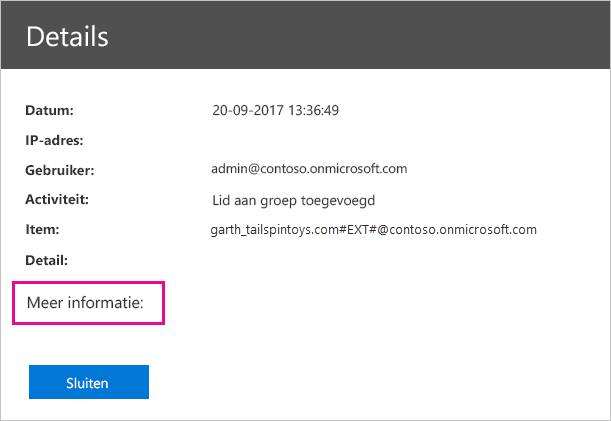 Details
Datum: 20-09-2017 13:36:49
IP-adres:
Gebruiker: admin@contoso.onmicrosoft.com
Activiteit: Lid aan groep toegevoegd
Item: garth_tailspintoys.com#EXT#@contoso.onmicrosoft.com
Detail:
Meer informatie:
Sluiten